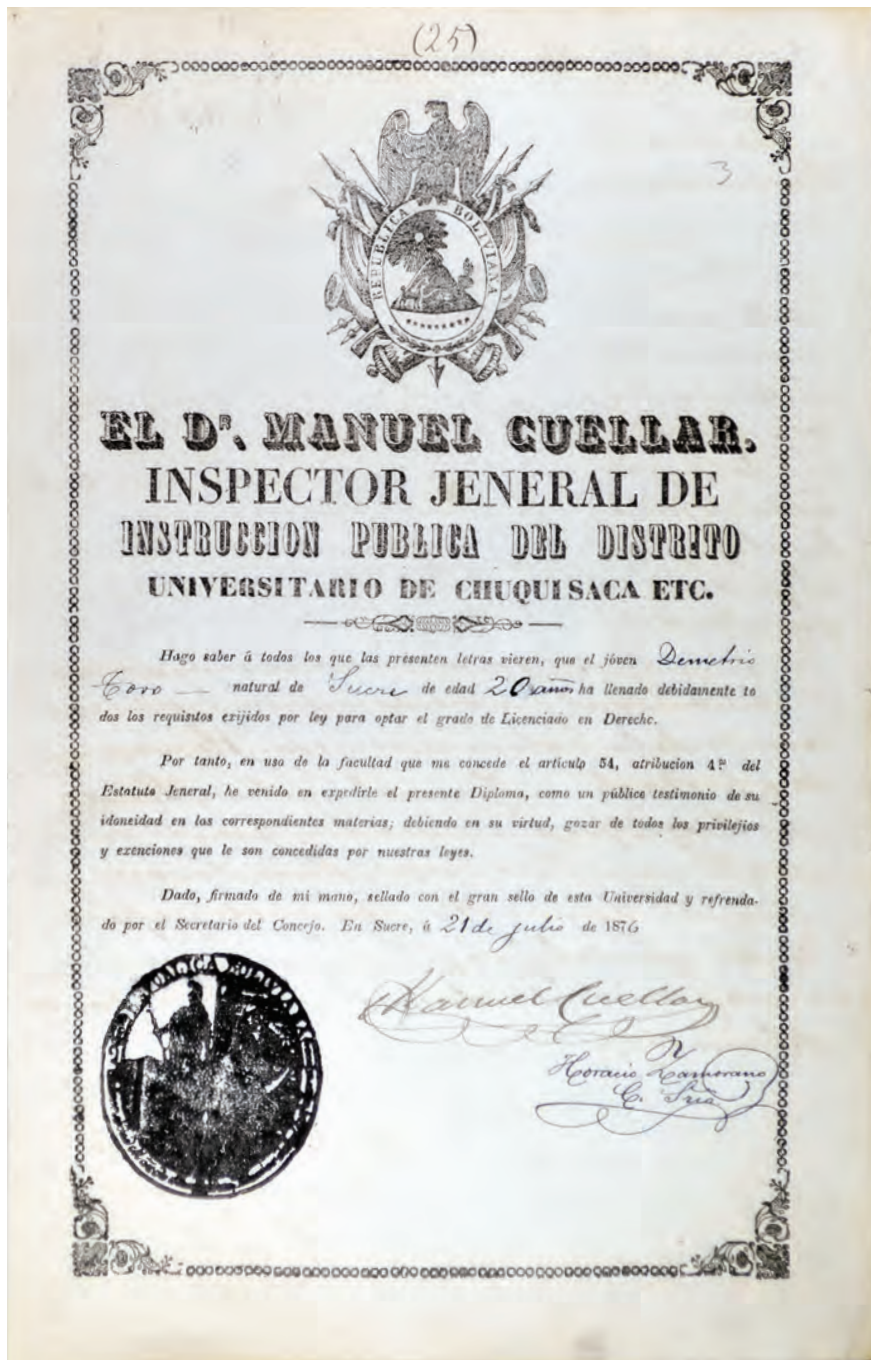 (25)
3
REPUBLICA BOLIVIANA
EL Dr. MANUEL CUELLAR.
INSPECTOR JENERAL DE
INSTRUCCION PUBLICA DEL DISTRITO
UNIVERSITARIO DE CHUQUISACA ETC.
Hago saber á todos los que las presenten letras vieren, que el jóven Demetrio
Toro — natural de Sucre de edad 20 años ha llenado debidamente to
dos los requisitos exijidos por ley para optar el grado de Licenciado en Derecho.
Por tanto, en uso de la facultad que me concede el artículo 54, atribucion 4ª del
Estatuto Jeneral, he venido en expedirle el presente Diploma, como un público testimonio de su
idoneidad en las correspondientes materias; debiendo en su virtud, gozar de todos los privilejios
y exenciones que le son concedidas por nuestras leyes.
Dado, firmado de mi mano, sellado con el gran sello de esta Universidad y refrenda-
do por el Secretario del Concejo. En Sucre, á 21 de julio de 1876
Manuel Cuellar
Horacio Zamorano